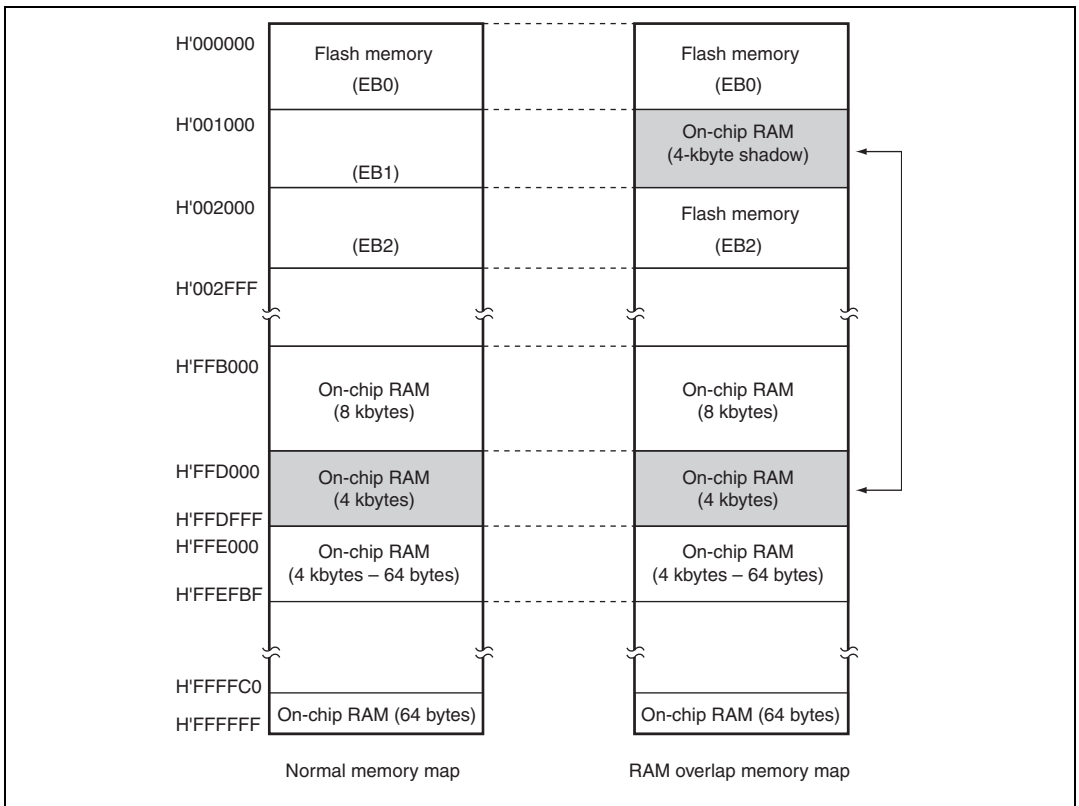 H'000000
Flash memory
(EB0)
Flash memory
(EB0)
H'001000
(EB1)
On-chip RAM
(4-kbyte shadow)
H'002000
(EB2)
Flash memory
(EB2)
H'002FFF
H'FFB000
On-chip RAM
(8 kbytes)
On-chip RAM
(8 kbytes)
H'FFD000
On-chip RAM
(4 kbytes)
On-chip RAM
(4 kbytes)
H'FFDFFF
H'FFE000
On-chip RAM
(4 kbytes – 64 bytes)
On-chip RAM
(4 kbytes – 64 bytes)
H'FFEFBF
H'FFFFC0
On-chip RAM (64 bytes)
On-chip RAM (64 bytes)
H'FFFFFF
Normal memory map
RAM overlap memory map